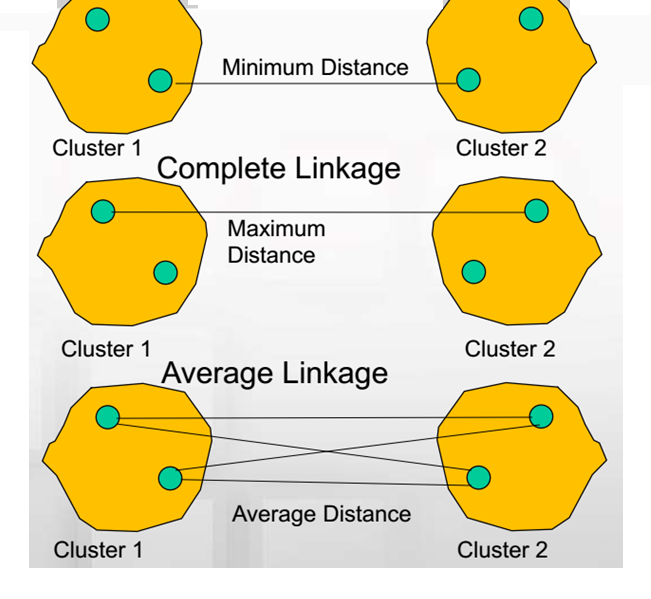 Minimum Distance
Cluster 1
Cluster 2
Complete Linkage
Maximum
Distance
Cluster 1
Cluster 2
Average Linkage
Average Distance
Cluster 1
Cluster 2